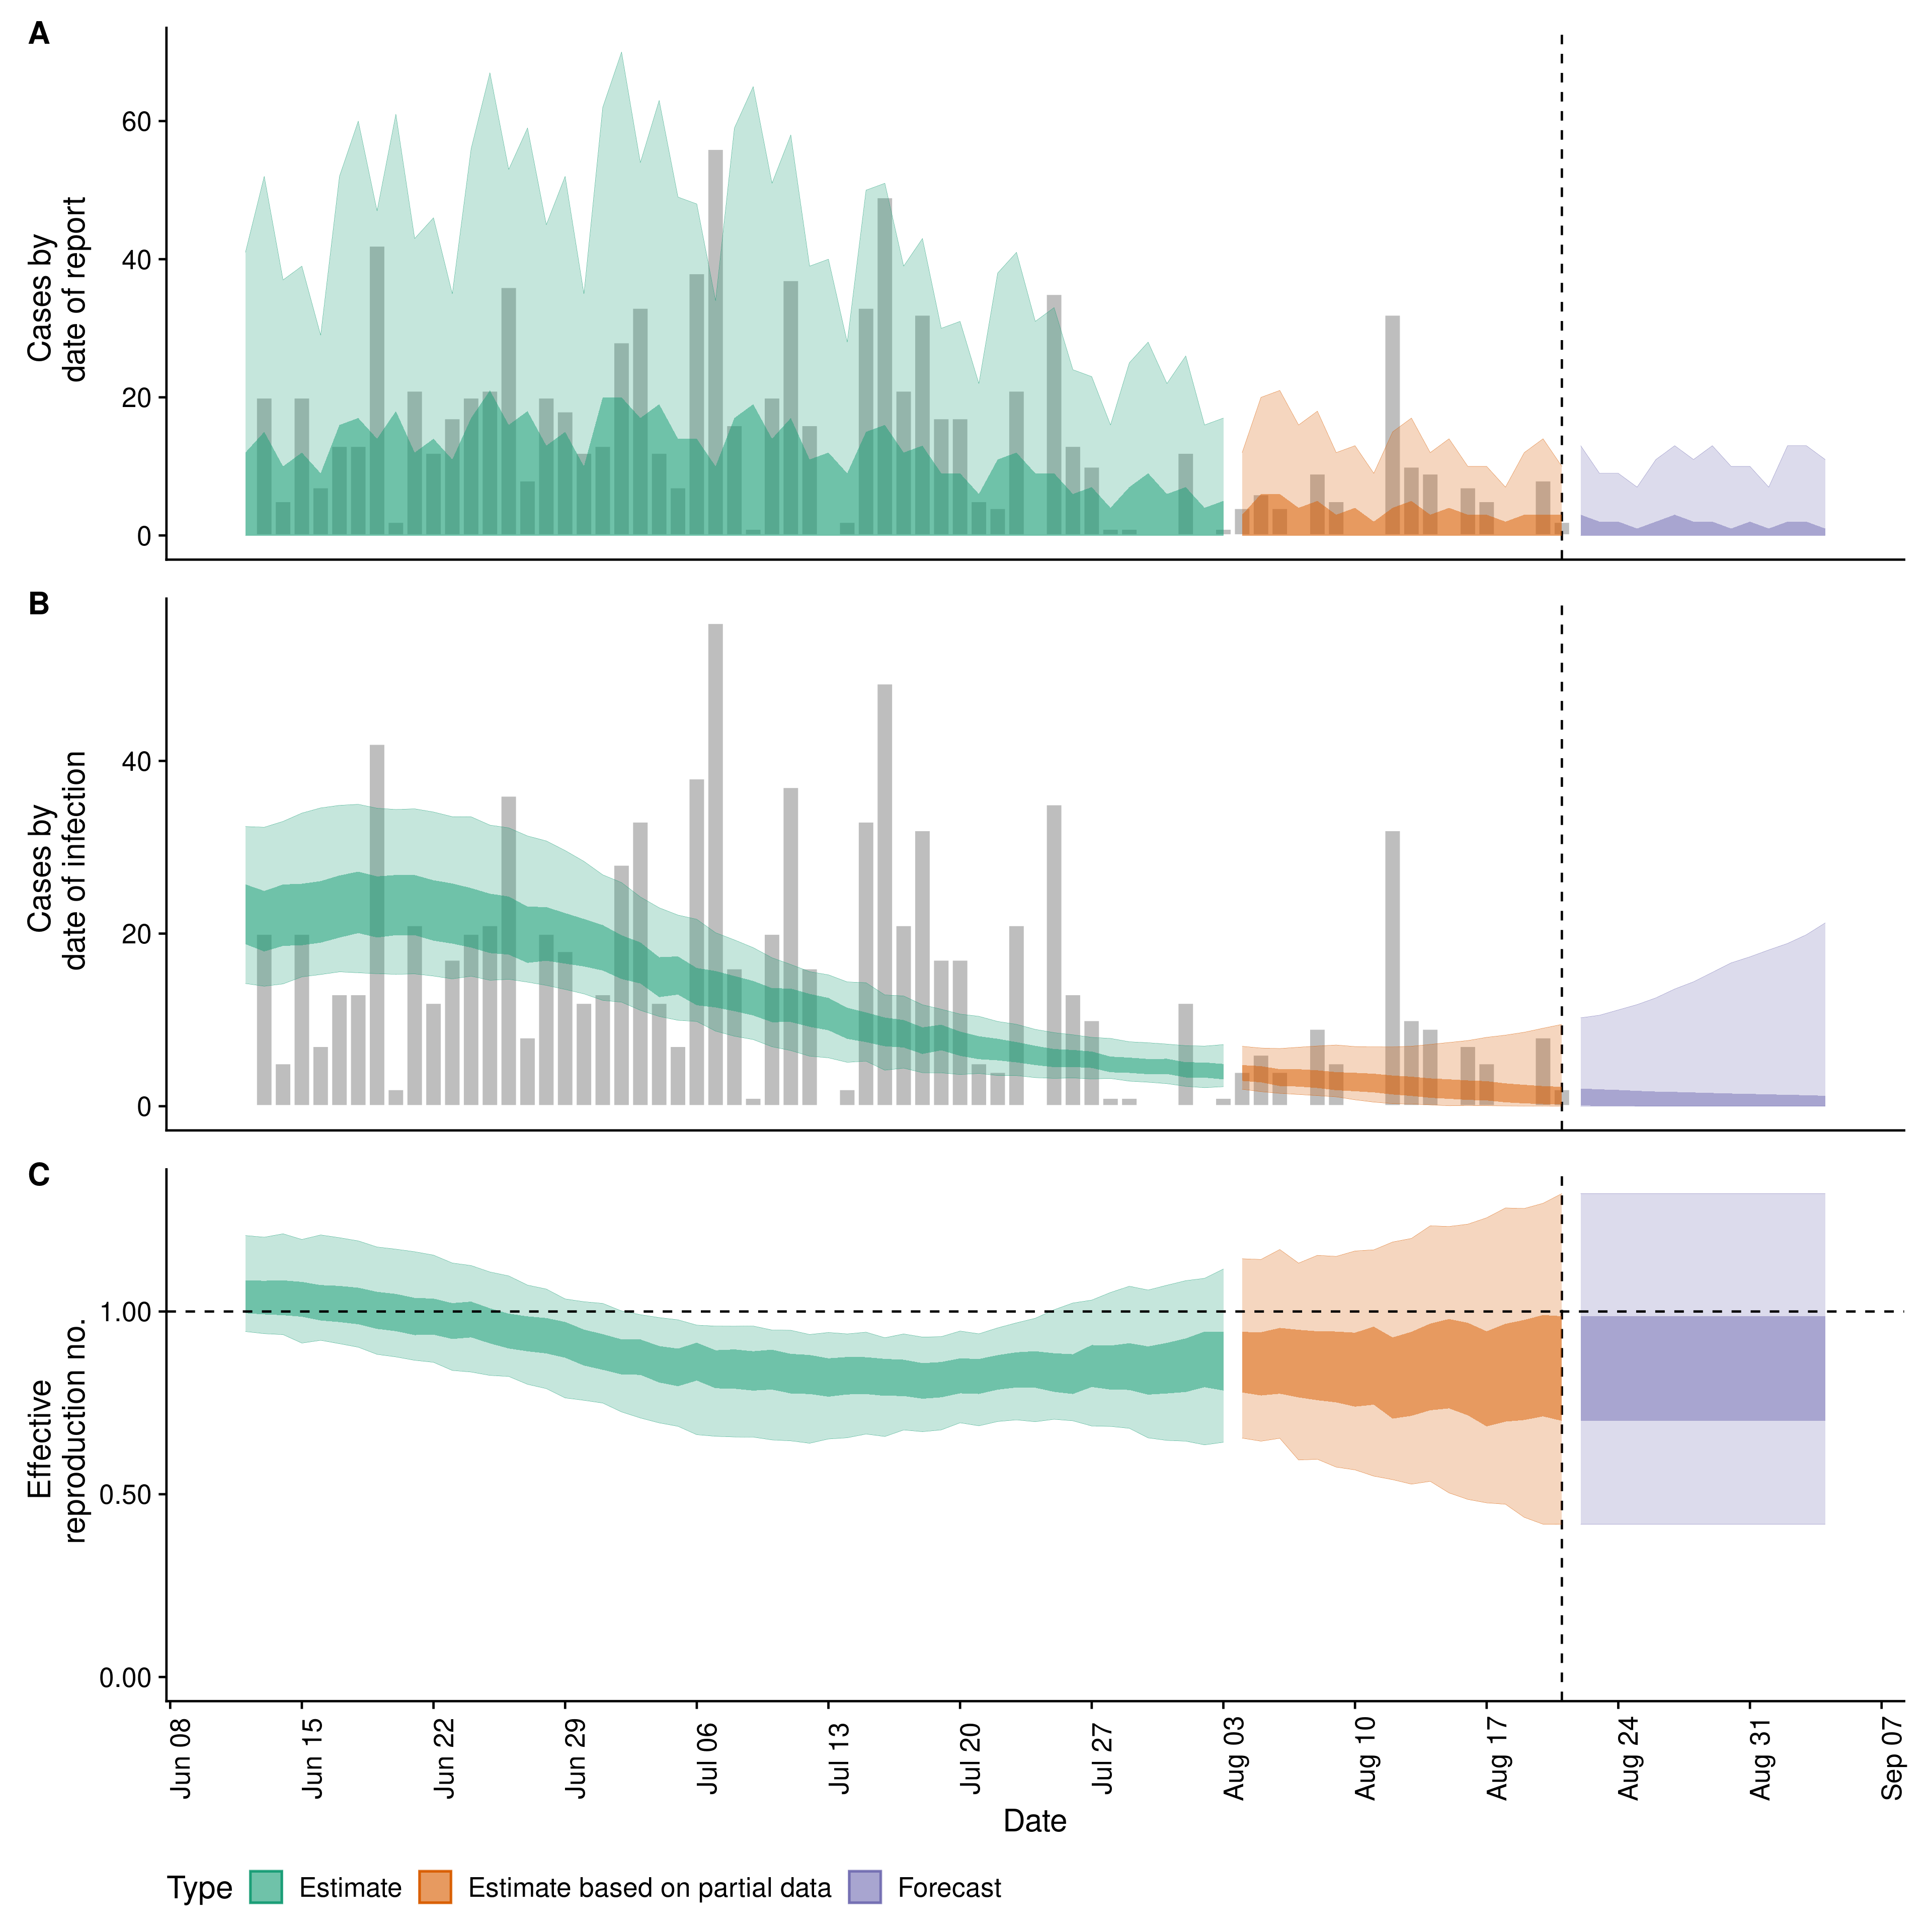 A
Cases by
date of report
60
40
20
0
B
Cases by
date of infection
40
20
0
C
Effective
reproduction no.
1.00
0.50
0.00
Jun 08
Jun 15
Jun 22
Jun 29
Jul 06
Jul 13
Jul 20
Jul 27
Aug 03
Aug 10
Aug 17
Aug 24
Aug 31
Sep 07
Date
Type
Estimate
Estimate based on partial data
Forecast